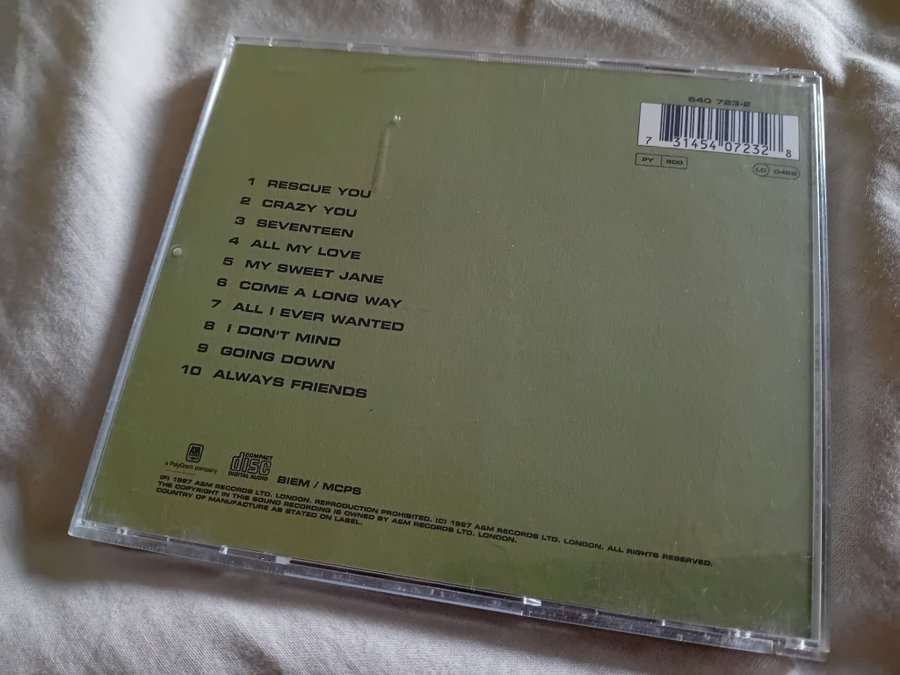 540 723-2
7 31454 07232 8
PY 900
LC 0485
1 RESCUE YOU
2 CRAZY YOU
3 SEVENTEEN
4 ALL MY LOVE
5 MY SWEET JANE
6 COME A LONG WAY
7 ALL I EVER WANTED
8 I DON'T MIND
9 GOING DOWN
10 ALWAYS FRIENDS
A&M
a PolyGram company
COMPACT
disc
DIGITAL AUDIO
BIEM / MCPS
(P) 1997 A&M RECORDS LTD. LONDON. REPRODUCTION PROHIBITED. (C) 1997 A&M RECORDS LTD. LONDON. ALL RIGHTS RESERVED.
THE COPYRIGHT IN THIS SOUND RECORDING IS OWNED BY A&M RECORDS LTD. LONDON.
COUNTRY OF MANUFACTURE AS STATED ON LABEL.